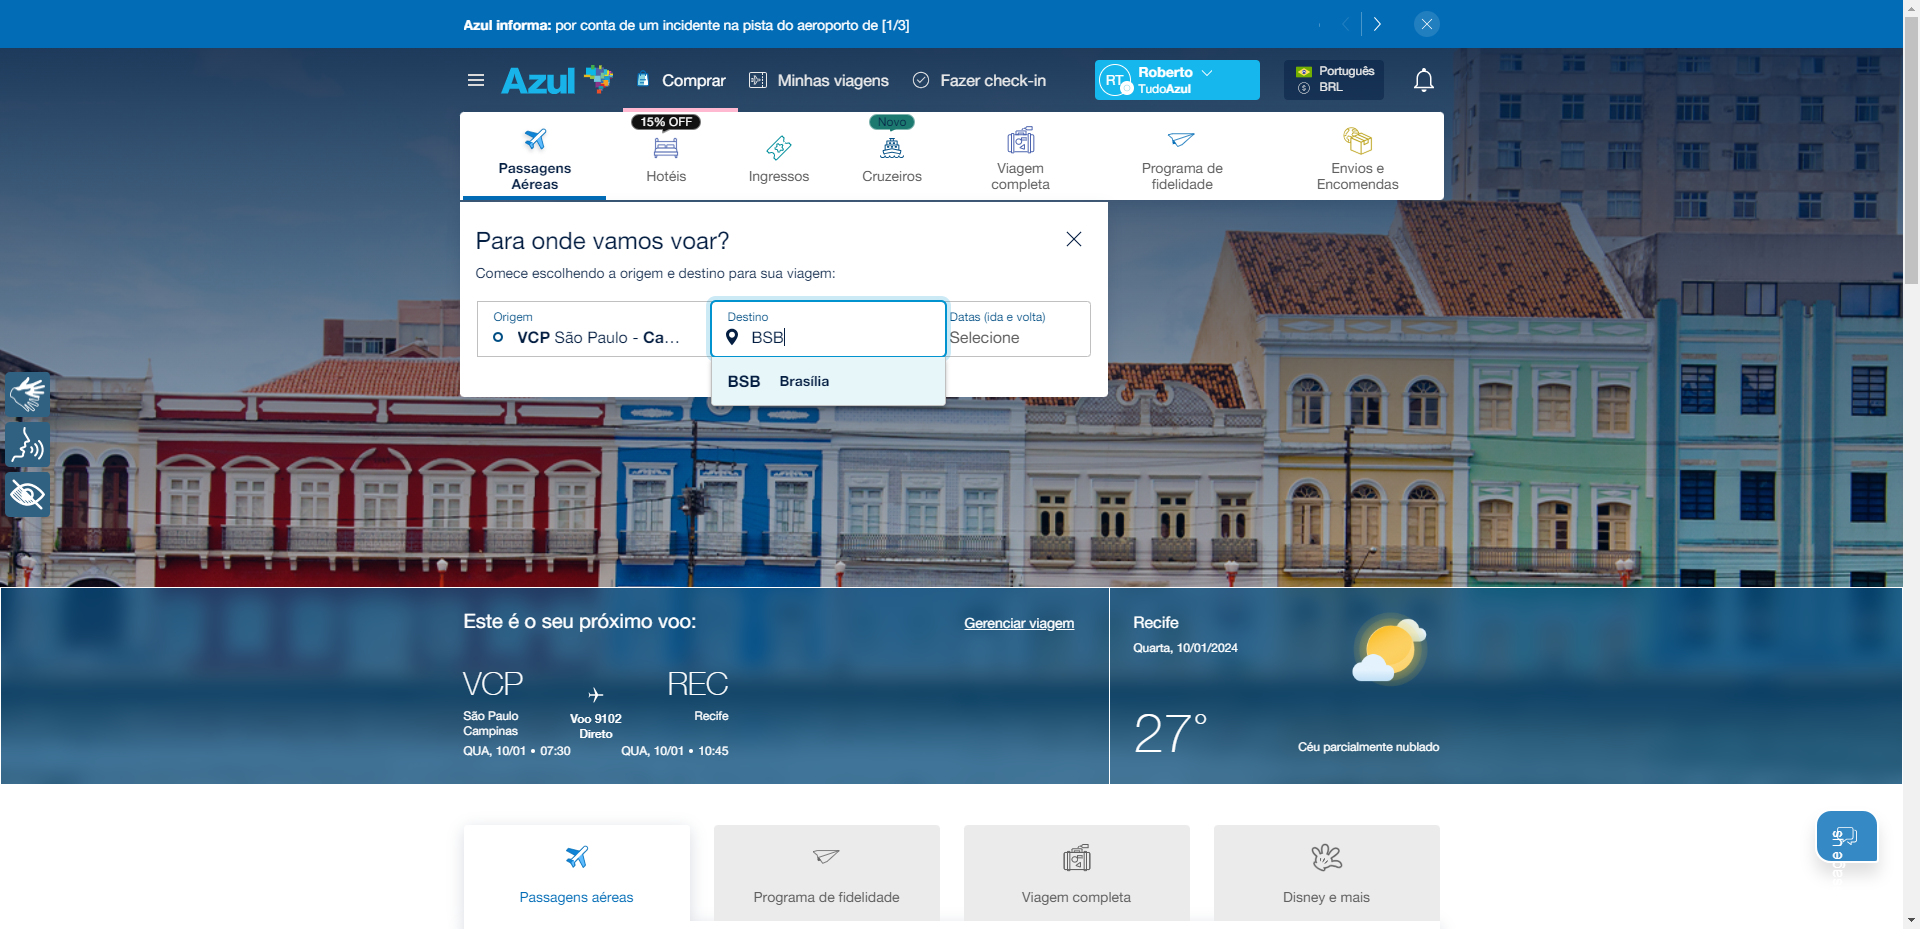 Azul informa: por conta de um incidente na pista do aeroporto de [1/3]
Azul
Comprar
Minhas viagens
Fazer check-in
RT
Roberto
TudoAzul
Português
BRL
15% OFF
Novo
Passagens
Aéreas
Hotéis
Ingressos
Cruzeiros
Viagem
completa
Programa de
fidelidade
Envios e
Encomendas
Para onde vamos voar?
Comece escolhendo a origem e destino para sua viagem:
Origem
VCP São Paulo - Ca...
Destino
BSB
Datas (ida e volta)
Selecione
BSB Brasília
Este é o seu próximo voo:
Gerenciar viagem
VCP
REC
São Paulo
Campinas
Voo 9102
Direto
Recife
QUA, 10/01 • 07:30
QUA, 10/01 • 10:45
Recife
Quarta, 10/01/2024
27°
Céu parcialmente nublado
Passagens aéreas
Programa de fidelidade
Viagem completa
Disney e mais